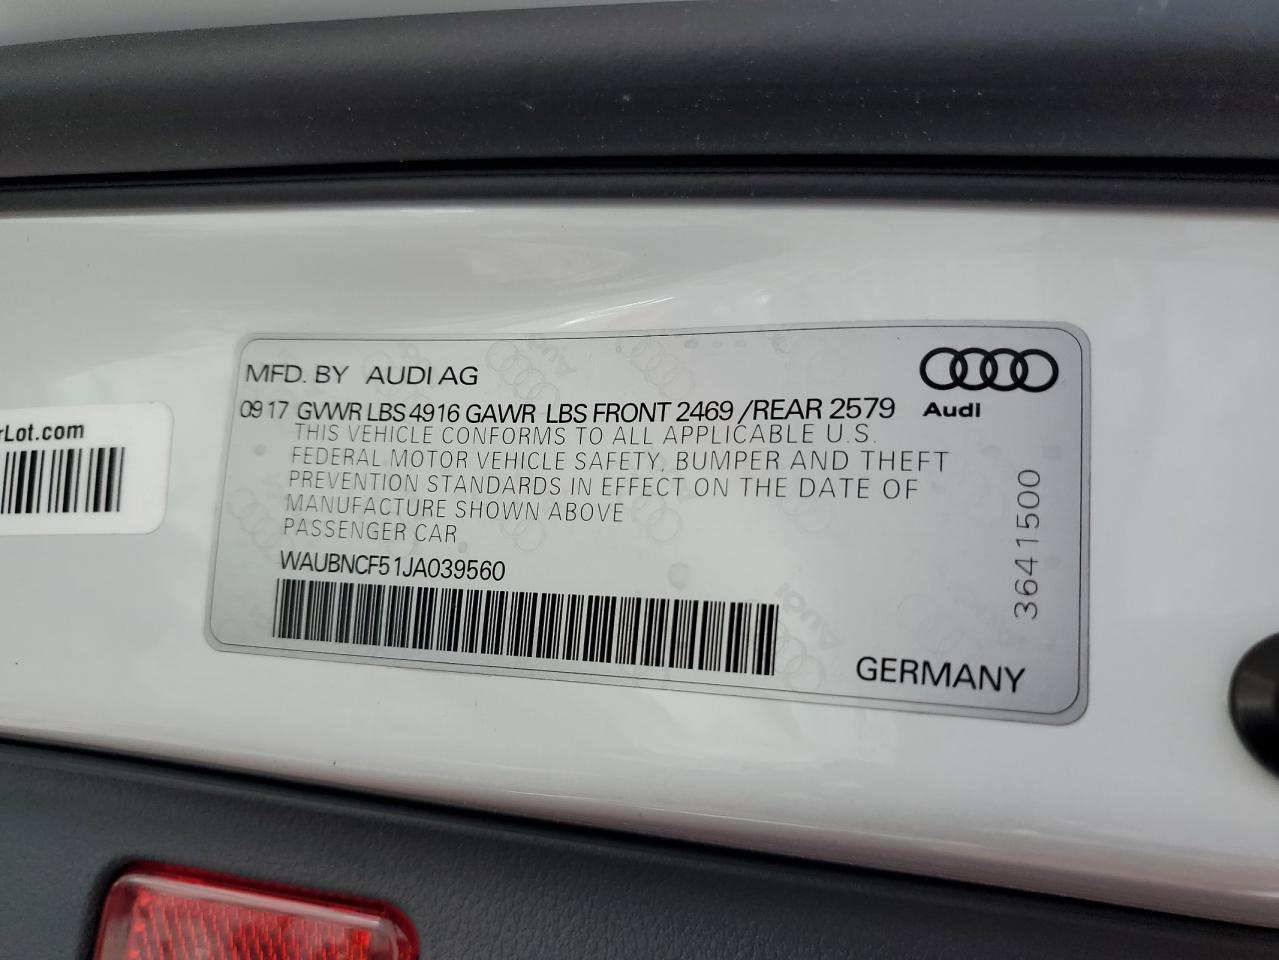 MFD. BY AUDI AG
09 17 GVWR LBS 4916 GAWR LBS FRONT 2469 /REAR 2579
Audi
THIS VEHICLE CONFORMS TO ALL APPLICABLE U.S.
FEDERAL MOTOR VEHICLE SAFETY, BUMPER AND THEFT
PREVENTION STANDARDS IN EFFECT ON THE DATE OF
MANUFACTURE SHOWN ABOVE
PASSENGER CAR
WAUBNCF51JA039560
GERMANY
3641500
rLot.com